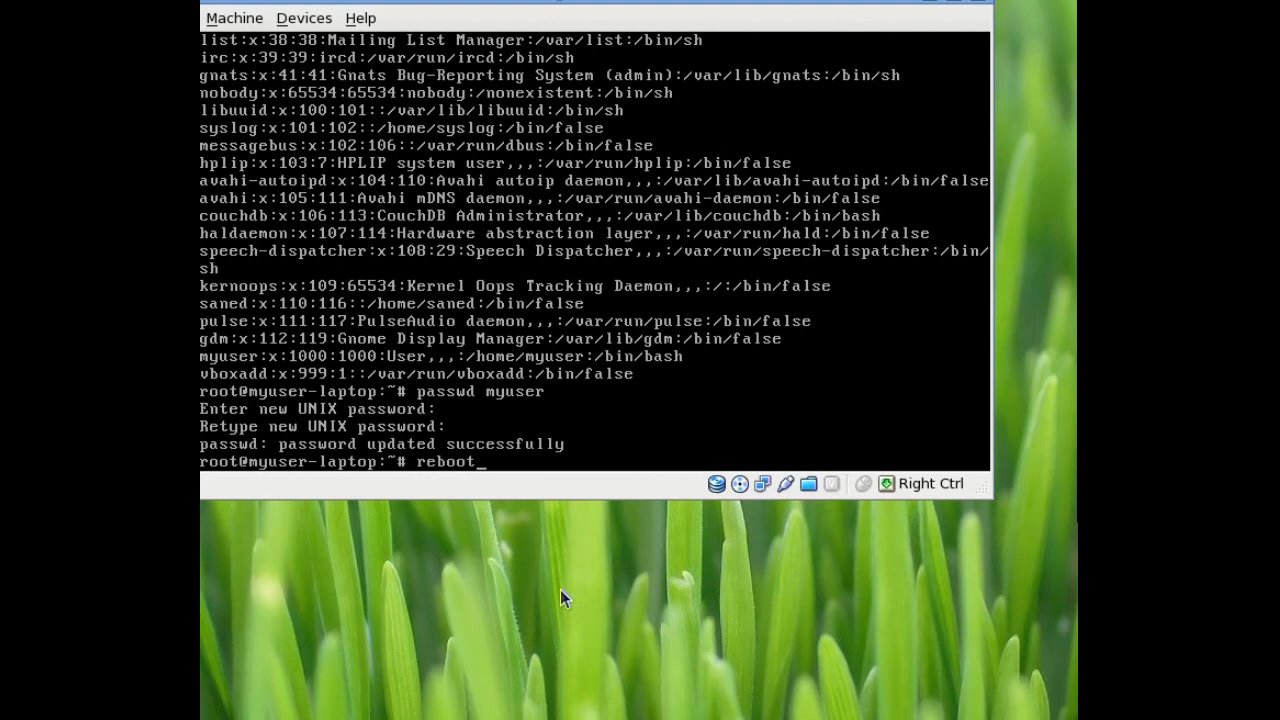 Machine Devices Help
list:x:38:38:Mailing List Manager:/var/list:/bin/sh
irc:x:39:39:ircd:/var/run/ircd:/bin/sh
gnats:x:41:41:Gnats Bug-Reporting System (admin):/var/lib/gnats:/bin/sh
nobody:x:65534:65534:nobody:/nonexistent:/bin/sh
libuuid:x:100:101::/var/lib/libuuid:/bin/sh
syslog:x:101:102::/home/syslog:/bin/false
messagebus:x:102:106::/var/run/dbus:/bin/false
hplip:x:103:7:HPLIP system user,,,:/var/run/hplip:/bin/false
avahi-autoipd:x:104:110:Avahi autoip daemon,,,:/var/lib/avahi-autoipd:/bin/false
avahi:x:105:111:Avahi mDNS daemon,,,:/var/run/avahi-daemon:/bin/false
couchdb:x:106:113:CouchDB Administrator,,,:/var/lib/couchdb:/bin/bash
haldaemon:x:107:114:Hardware abstraction layer,,,:/var/run/hald:/bin/false
speech-dispatcher:x:108:29:Speech Dispatcher,,,:/var/run/speech-dispatcher:/bin/
sh
kernoops:x:109:65534:Kernel Oops Tracking Daemon,,,:/:/bin/false
saned:x:110:116::/home/saned:/bin/false
pulse:x:111:117:PulseAudio daemon,,,:/var/run/pulse:/bin/false
gdm:x:112:119:Gnome Display Manager:/var/lib/gdm:/bin/false
myuser:x:1000:1000:User,,,:/home/myuser:/bin/bash
vboxadd:x:999:1::/var/run/vboxadd:/bin/false
root@myuser-laptop:~# passwd myuser
Enter new UNIX password:
Retype new UNIX password:
passwd: password updated successfully
root@myuser-laptop:~# reboot_
Right Ctrl